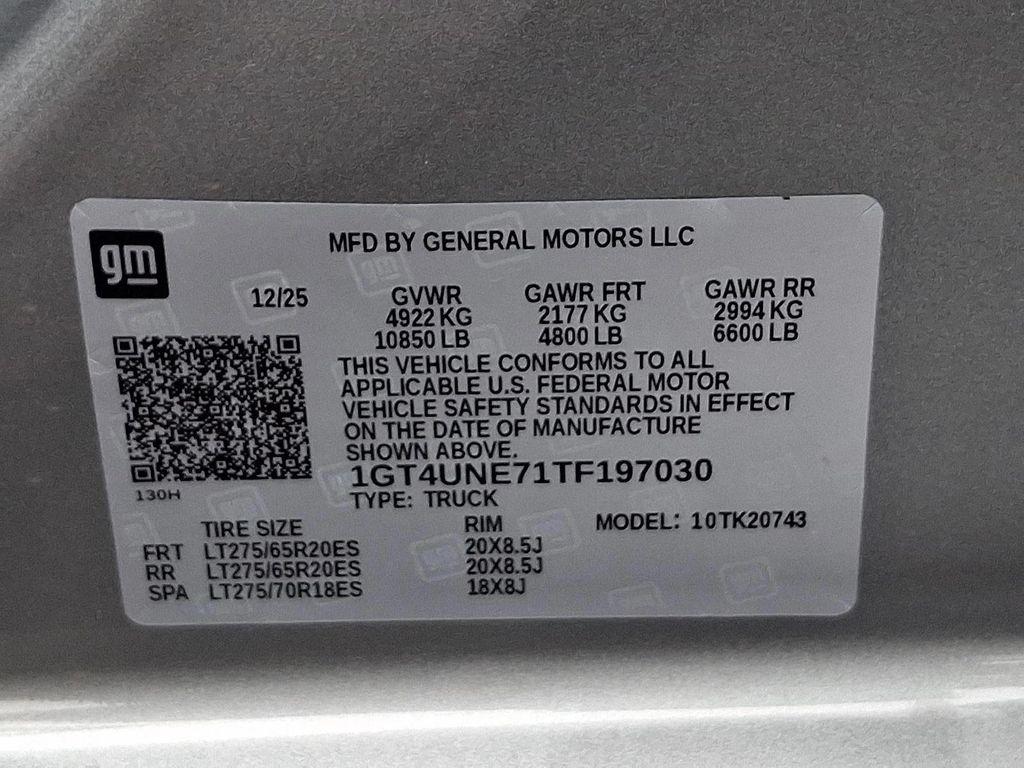 gm
MFD BY GENERAL MOTORS LLC
12/25 GVWR GAWR FRT GAWR RR
4922 KG 2177 KG 2994 KG
10850 LB 4800 LB 6600 LB
THIS VEHICLE CONFORMS TO ALL
APPLICABLE U.S. FEDERAL MOTOR
VEHICLE SAFETY STANDARDS IN EFFECT
ON THE DATE OF MANUFACTURE
SHOWN ABOVE.
1GT4UNE71TF197030
130H
TYPE: TRUCK
TIRE SIZE RIM MODEL: 10TK20743
FRT LT275/65R20ES 20X8.5J
RR LT275/65R20ES 20X8.5J
SPA LT275/70R18ES 18X8J